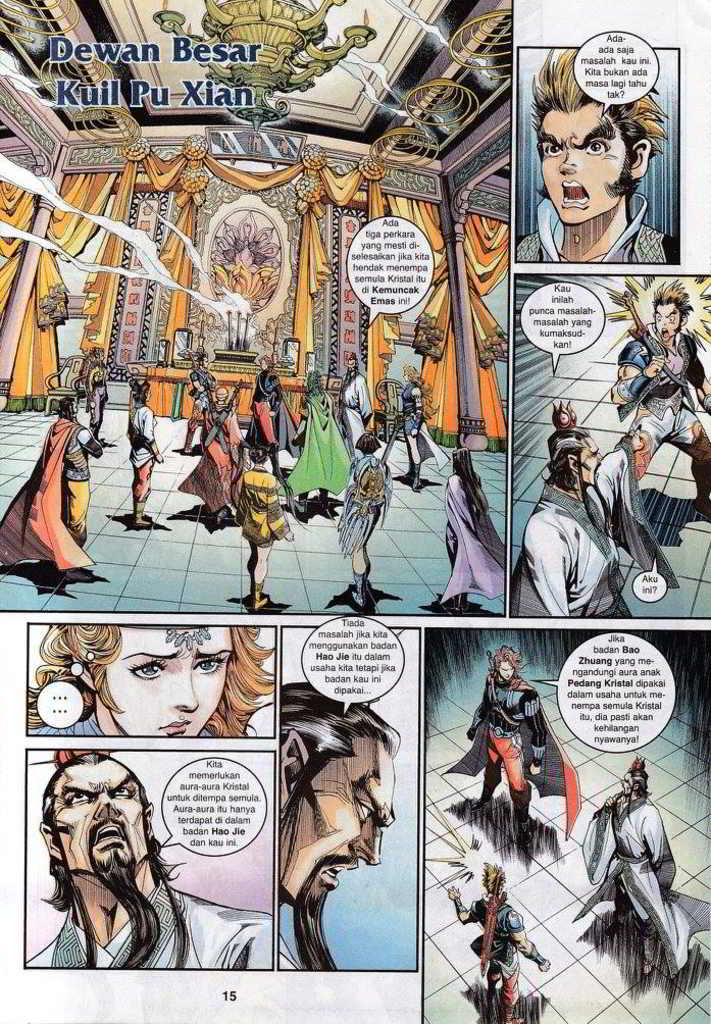 Dewan Besar
Kuil Pu Xian
Ada
tiga perkara
yang mesti di-
selesaikan jika kita
hendak menempa
semula Kristal itu
di Kemuncak
Emas ini!
Ada-
ada saja
masalah kau ini.
Kita bukan ada
masa lagi tahu
tak?
Kau
inilah
punca masalah-
masalah yang
kumaksud-
kan!
Aku
ini?
...
...
Kita
memerlukan
aura-aura Kristal
untuk ditempa semula.
Aura-aura itu hanya
terdapat di dalam
badan Hao Jie
dan kau ini.
Tiada
masalah jika kita
menggunakan badan
Hao Jie itu dalam
usaha kita tetapi jika
badan kau ini
dipakai...
Jika
badan Bao
Zhuang yang me-
ngandungi aura anak
Pedang Kristal dipakai
dalam usaha untuk me-
nempa semula Kristal
itu, dia pasti akan
kehilangan
nyawanya!
15